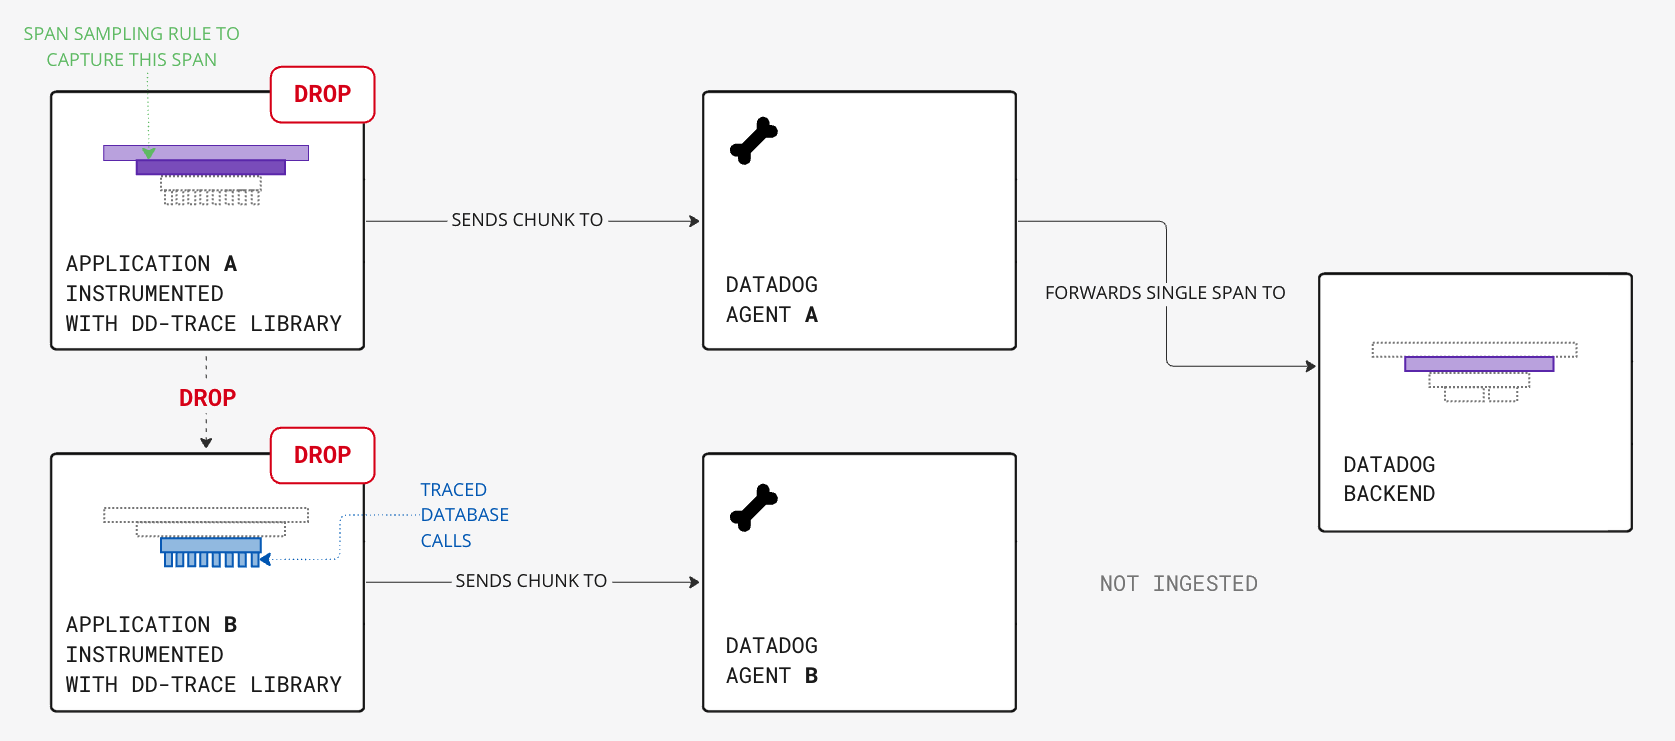 SPAN SAMPLING RULE TO
CAPTURE THIS SPAN
DROP
APPLICATION A
INSTRUMENTED
WITH DD-TRACE LIBRARY
SENDS CHUNK TO
DATADOG
AGENT A
FORWARDS SINGLE SPAN TO
DATADOG
BACKEND
DROP
DROP
TRACED
DATABASE
CALLS
APPLICATION B
INSTRUMENTED
WITH DD-TRACE LIBRARY
SENDS CHUNK TO
DATADOG
AGENT B
NOT INGESTED